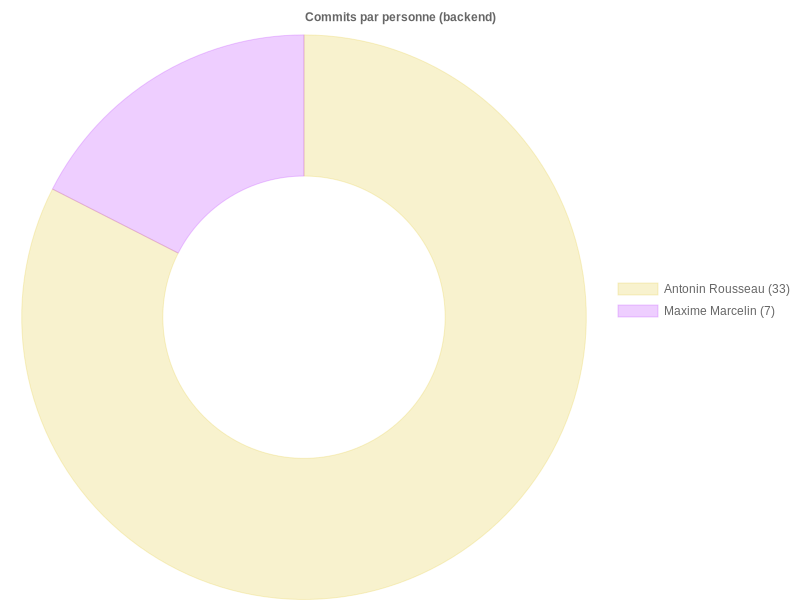 Commits par personne (backend)
Antonin Rousseau (33)
Maxime Marcelin (7)